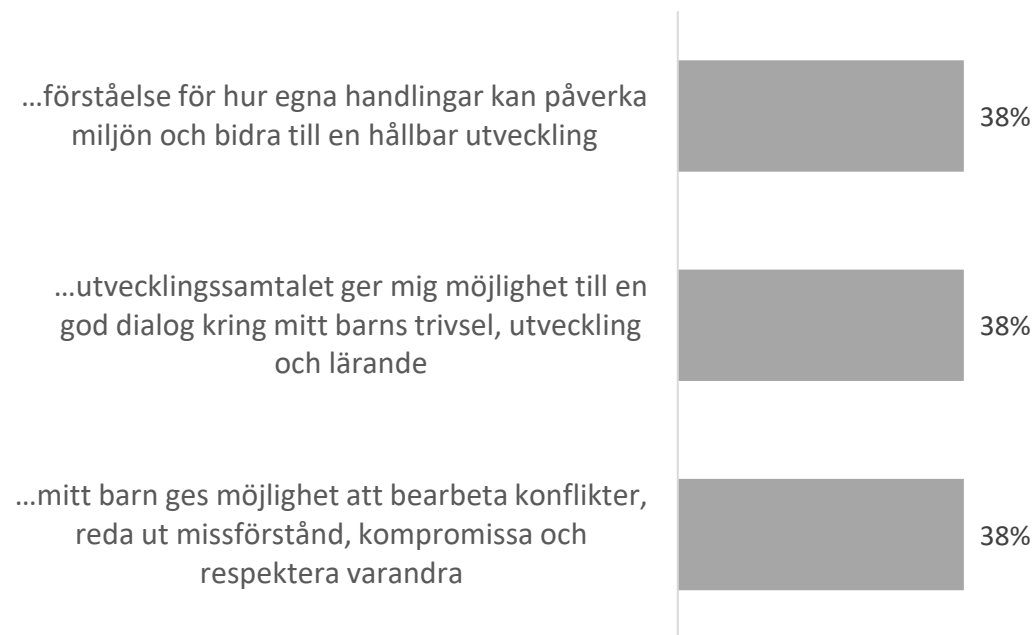 ...förståelse för hur egna handlingar kan påverka
miljön och bidra till en hållbar utveckling
38%
...utvecklingssamtalet ger mig möjlighet till en
god dialog kring mitt barns trivsel, utveckling
och lärande
38%
...mitt barn ges möjlighet att bearbeta konflikter,
reda ut missförstånd, kompromissa och
respektera varandra
38%